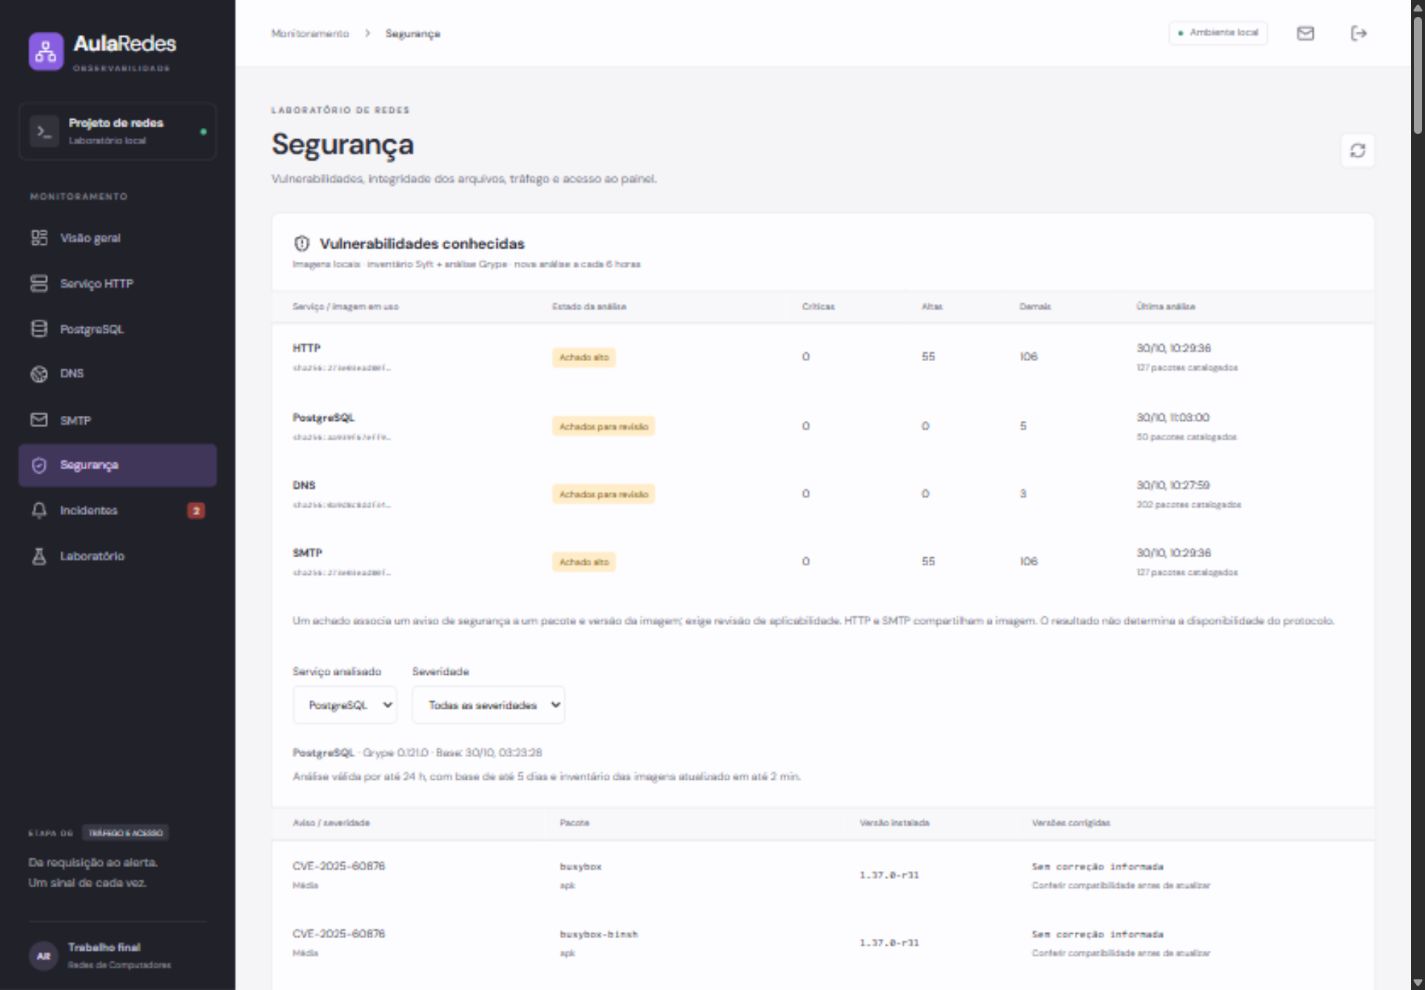 AulaRedes
OBSERVABILIDADE
Projeto de redes
Laboratório local
MONITORAMENTO
Visão geral
Serviço HTTP
PostgreSQL
DNS
SMTP
Segurança
Incidentes 2
Laboratório
ETAPA 06 TRÁFEGO E ACESSO
Da requisição ao alerta.
Um sinal de cada vez.
AR
Trabalho final
Redes de Computadores
Monitoramento > Segurança
Ambiente local
LABORATÓRIO DE REDES
Segurança
Vulnerabilidades, integridade dos arquivos, tráfego e acesso ao painel.
Vulnerabilidades conhecidas
Imagens locais · inventário Syft + análise Grype · nova análise a cada 6 horas
Serviço / imagem em uso Estado da análise Críticas Altas Demais Última análise
HTTP Achado alto 0 55 106 30/10, 10:29:36
127 pacotes catalogados
PostgreSQL Achados para revisão 0 0 5 30/10, 11:03:00
50 pacotes catalogados
DNS Achados para revisão 0 0 3 30/10, 10:27:59
202 pacotes catalogados
SMTP Achado alto 0 55 106 30/10, 10:29:36
127 pacotes catalogados
Um achado associa um aviso de segurança a um pacote e versão da imagem; exige revisão de aplicabilidade. HTTP e SMTP compartilham a imagem. O resultado não determina a disponibilidade do protocolo.
Serviço analisado Severidade
PostgreSQL Todas as severidades
PostgreSQL · Grype 0.121.0 · Base: 30/10, 03:23:28
Análise válida por até 24 h, com base de até 5 dias e inventário das imagens atualizado em até 2 min.
Aviso / severidade Pacote Versão instalada Versões corrigidas
CVE-2025-60876 busybox 1.37.0-r31 Sem correção informada
Média apk Conferir compatibilidade antes de atualizar
CVE-2025-60876 busybox-binsh 1.37.0-r31 Sem correção informada
Média apk Conferir compatibilidade antes de atualizar